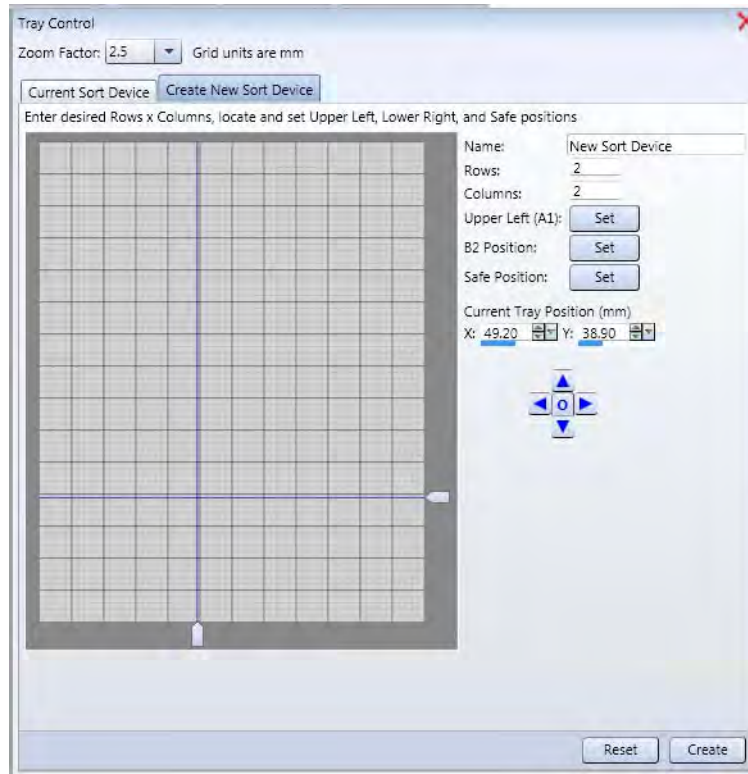 Tray Control
Zoom Factor: 2.5 Grid units are mm
Current Sort Device Create New Sort Device
Enter desired Rows x Columns, locate and set Upper Left, Lower Right, and Safe positions
Name: New Sort Device
Rows: 2
Columns: 2
Upper Left (A1): Set
B2 Position: Set
Safe Position: Set
Current Tray Position (mm)
X: 49.20 Y: 38.90
O
Reset Create